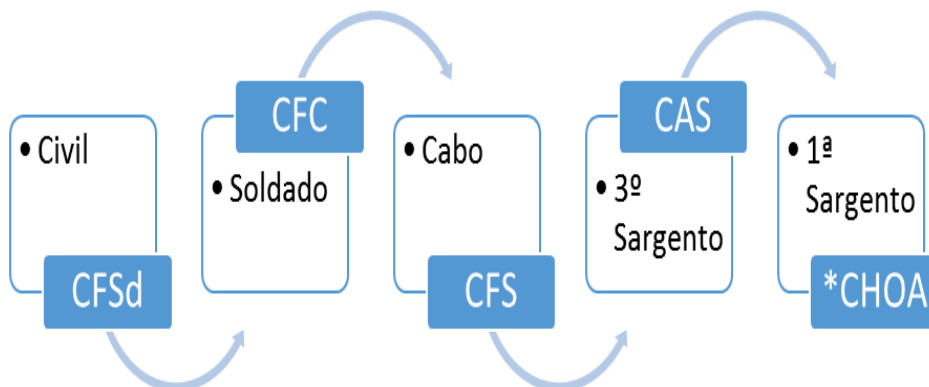 • Civil
CFSd
CFC
• Soldado
• Cabo
CFS
CAS
• 3º
Sargento
• 1ª
Sargento
*CHOA